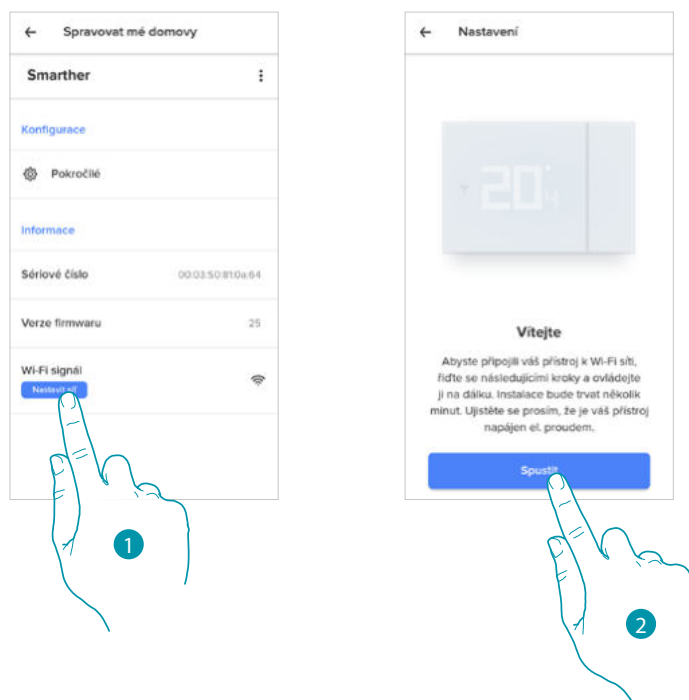 Spravovat mé domovy
Smarther
Konfigurace
Pokročilé
Informace
Sériové číslo 00:03:50:81:0a:64
Verze firmwaru 25
Wi-Fi signál
Nastavit síť
1
Nastavení
20
Vítejte
Abyste připojili váš přístroj k Wi-Fi síti,
řiďte se následujícími kroky a ovládejte
ji na dálku. Instalace bude trvat několik
minut. Ujistěte se prosím, že je váš přístroj
napájen el. proudem.
Spustit
2